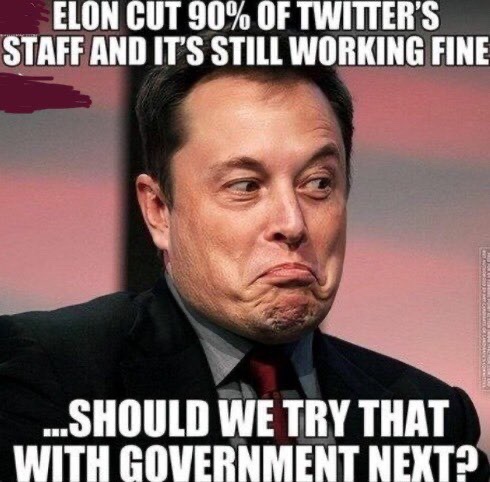 ELON CUT 90% OF TWITTER'S
STAFF AND IT'S STILL WORKING FINE
...SHOULD WE TRY THAT
WITH GOVERNMENT NEXT?